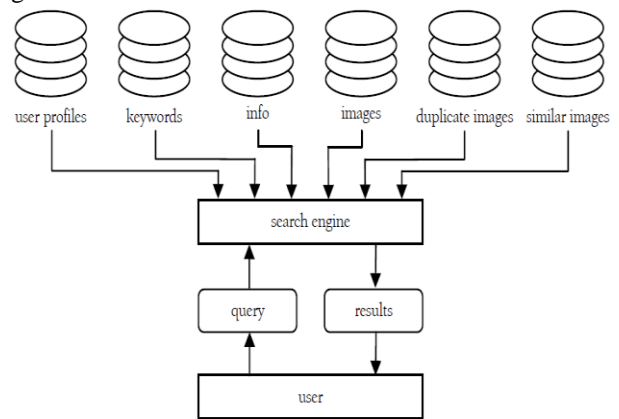 user profiles
keywords
info
images
duplicate images
similar images
search engine
query
results
user